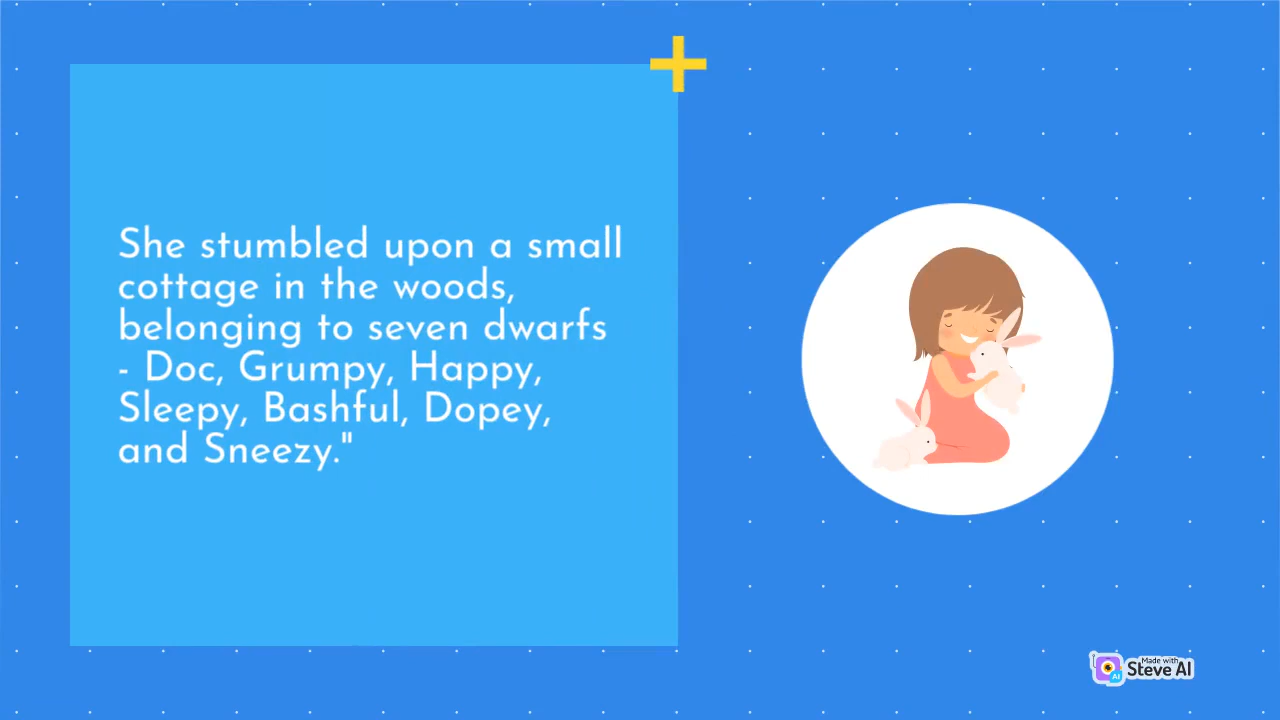 She stumbled upon a small
cottage in the woods,
belonging to seven dwarfs
- Doc, Grumpy, Happy,
Sleepy, Bashful, Dopey,
and Sneezy."
Made with
Steve AI
AI